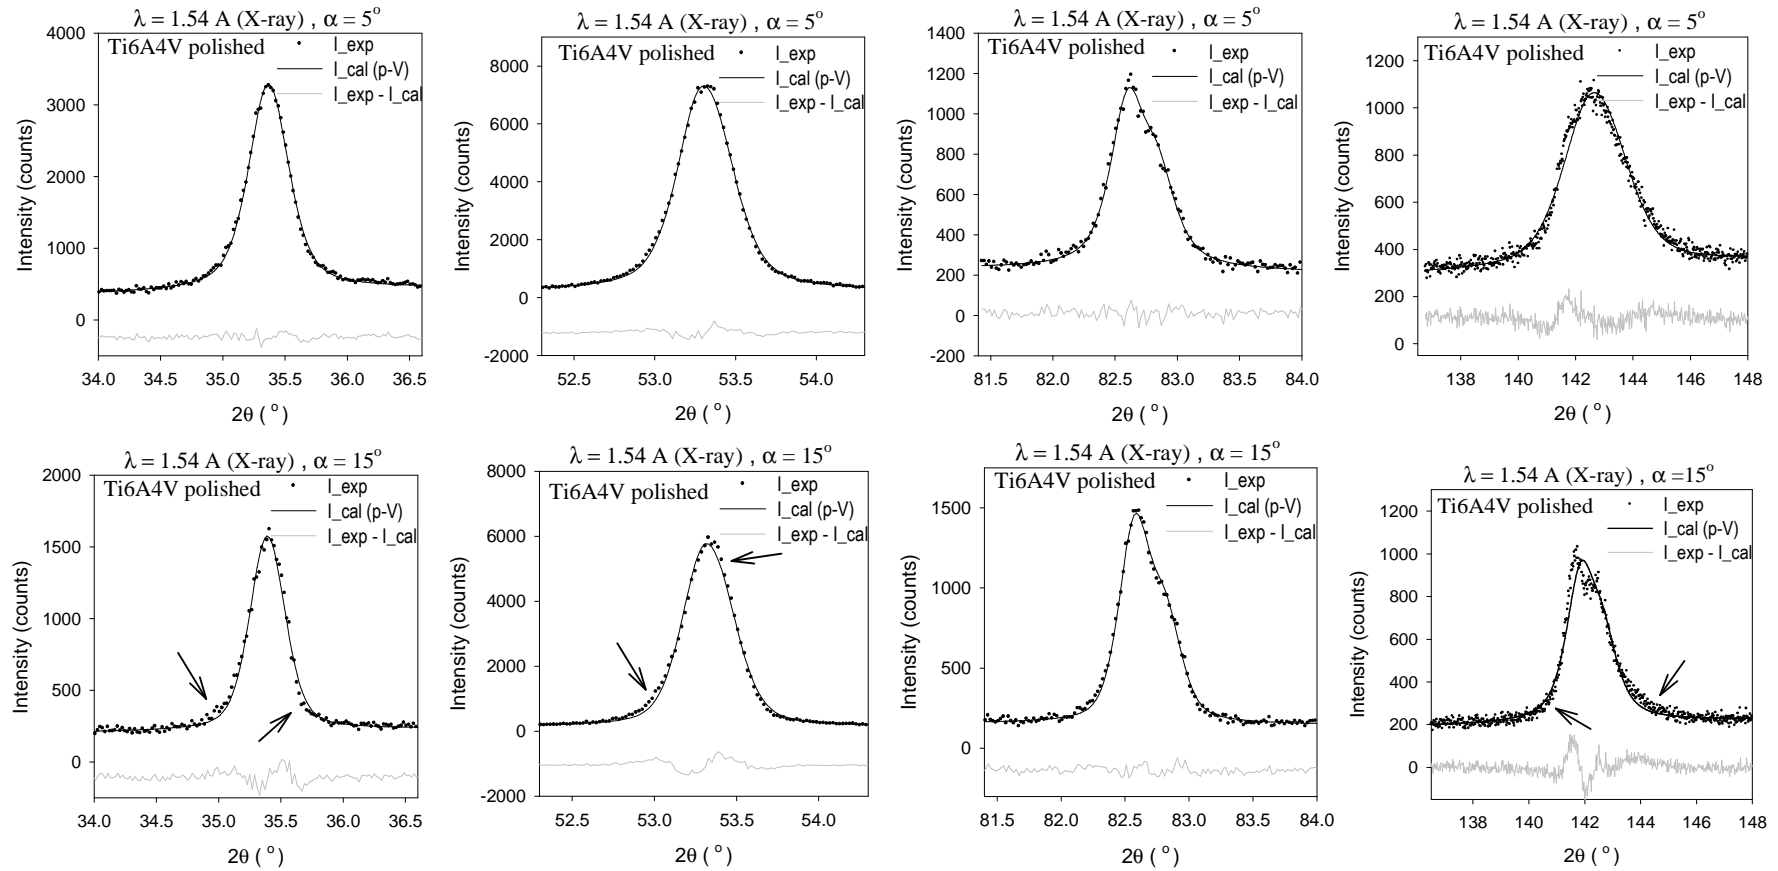 λ = 1.54 A (X-ray) , α = 5°
Ti6A4V polished
I_exp
I_cal (p-V)
I_exp - I_cal
Intensity (counts)
4000
3000
2000
1000
0
34.0 34.5 35.0 35.5 36.0 36.5
2θ ( ° )
λ = 1.54 A (X-ray) , α = 5°
Ti6A4V polished
I_exp
I_cal (p-V)
I_exp - I_cal
Intensity (counts)
8000
6000
4000
2000
0
-2000
52.5 53.0 53.5 54.0
2θ ( ° )
λ = 1.54 A (X-ray) , α = 5°
Ti6A4V polished
I_exp
I_cal (p-V)
I_exp - I_cal
Intensity (counts)
1400
1200
1000
800
600
400
200
0
-200
81.5 82.0 82.5 83.0 83.5 84.0
2θ ( ° )
λ = 1.54 A (X-ray) , α = 5°
Ti6A4V polished
I_exp
I_cal (p-V)
I_exp - I_cal
Intensity (counts)
1200
1000
800
600
400
200
0
138 140 142 144 146 148
2θ ( ° )
λ = 1.54 A (X-ray) , α = 15°
Ti6A4V polished
I_exp
I_cal (p-V)
I_exp - I_cal
Intensity (counts)
2000
1500
1000
500
0
34.0 34.5 35.0 35.5 36.0 36.5
2θ ( ° )
λ = 1.54 A (X-ray) , α = 15°
Ti6A4V polished
I_exp
I_cal (p-V)
I_exp - I_cal
Intensity (counts)
8000
6000
4000
2000
0
-2000
52.5 53.0 53.5 54.0
2θ ( ° )
λ = 1.54 A (X-ray) , α = 15°
Ti6A4V polished
I_exp
I_cal (p-V)
I_exp - I_cal
Intensity (counts)
1500
1000
500
0
81.5 82.0 82.5 83.0 83.5 84.0
2θ ( ° )
λ = 1.54 A (X-ray) , α =15°
Ti6A4V polished
I_exp
I_cal (p-V)
I_exp - I_cal
Intensity (counts)
1200
1000
800
600
400
200
0
138 140 142 144 146 148
2θ ( ° )